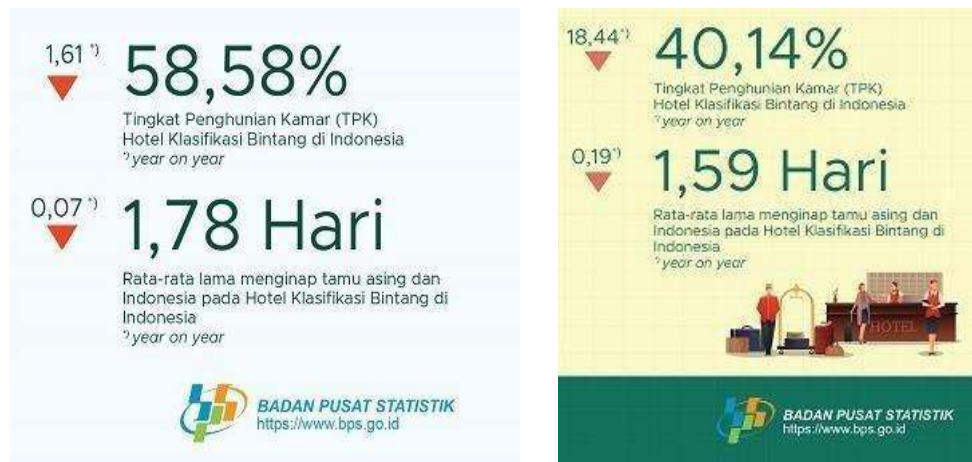 1,61 *)
58,58%
Tingkat Penghunian Kamar (TPK)
Hotel Klasifikasi Bintang di Indonesia
*) year on year
0,07 *)
1,78 Hari
Rata-rata lama menginap tamu asing dan
Indonesia pada Hotel Klasifikasi Bintang di
Indonesia
*) year on year
BADAN PUSAT STATISTIK
https://www.bps.go.id
18,44*)
40,14%
Tingkat Penghunian Kamar (TPK)
Hotel Klasifikasi Bintang di Indonesia
*) year on year
0,19*)
1,59 Hari
Rata-rata lama menginap tamu asing dan
Indonesia pada Hotel Klasifikasi Bintang di
Indonesia
*) year on year
HOTEL
BADAN PUSAT STATISTIK
https://www.bps.go.id